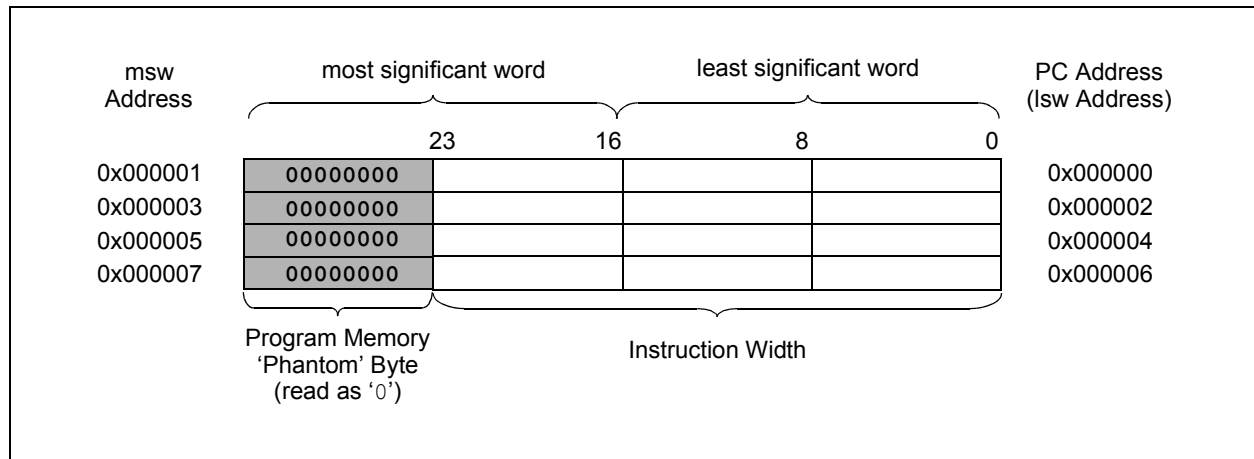 msw
Address
most significant word
least significant word
PC Address
(lsw Address)
23
16
8
0
0x000001
00000000
0x000000
0x000003
00000000
0x000002
0x000005
00000000
0x000004
0x000007
00000000
0x000006
Program Memory
‘Phantom’ Byte
(read as ‘0’)
Instruction Width